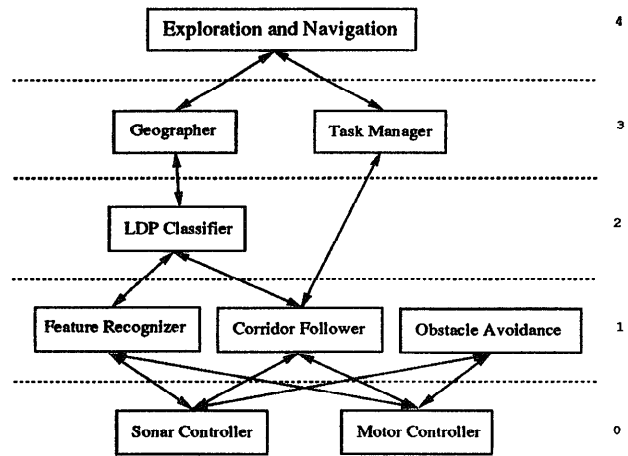 Exploration and Navigation
4
Geographer
Task Manager
3
LDP Classifier
2
Feature Recognizer
Corridor Follower
Obstacle Avoidance
1
Sonar Controller
Motor Controller
0